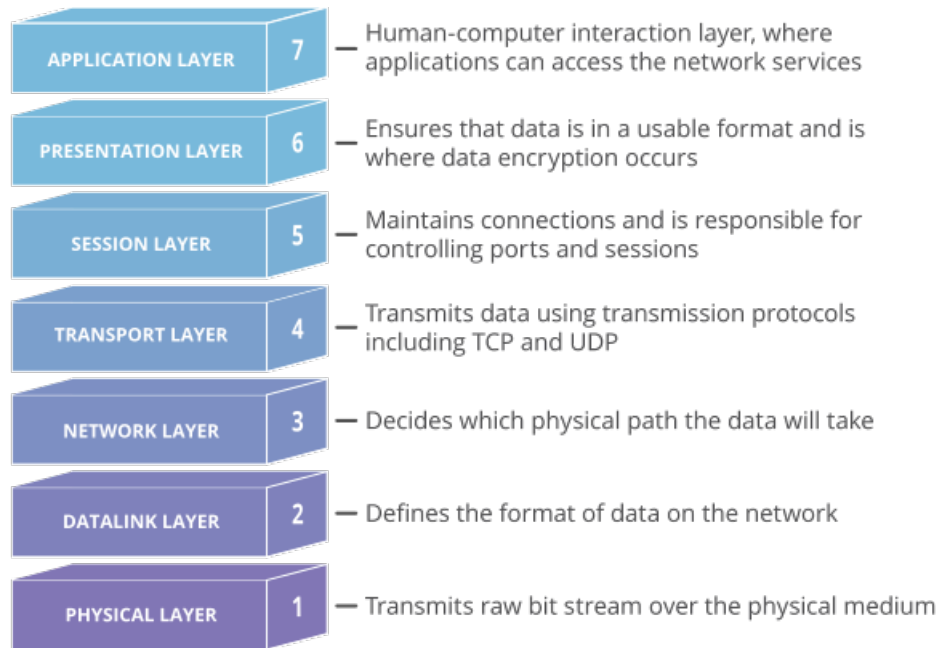 APPLICATION LAYER 7
Human-computer interaction layer, where
applications can access the network services
PRESENTATION LAYER 6
Ensures that data is in a usable format and is
where data encryption occurs
SESSION LAYER 5
Maintains connections and is responsible for
controlling ports and sessions
TRANSPORT LAYER 4
Transmits data using transmission protocols
including TCP and UDP
NETWORK LAYER 3
Decides which physical path the data will take
DATALINK LAYER 2
Defines the format of data on the network
PHYSICAL LAYER 1
Transmits raw bit stream over the physical medium